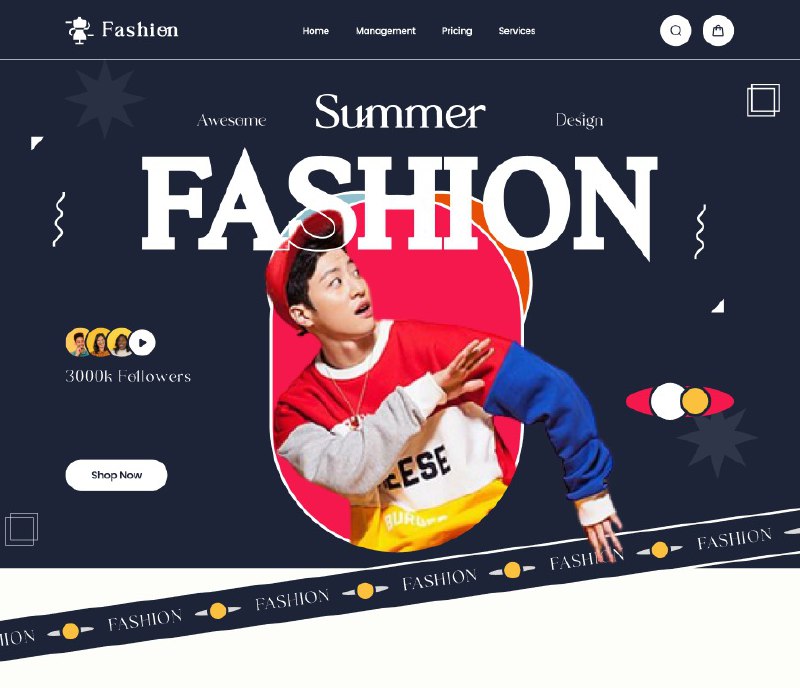 Fashion
Home Management Pricing Services
Awesome Summer Design
FASHION
3000k Followers
Shop Now
EESE
BURGER
FASHION FASHION FASHION FASHION FASHION